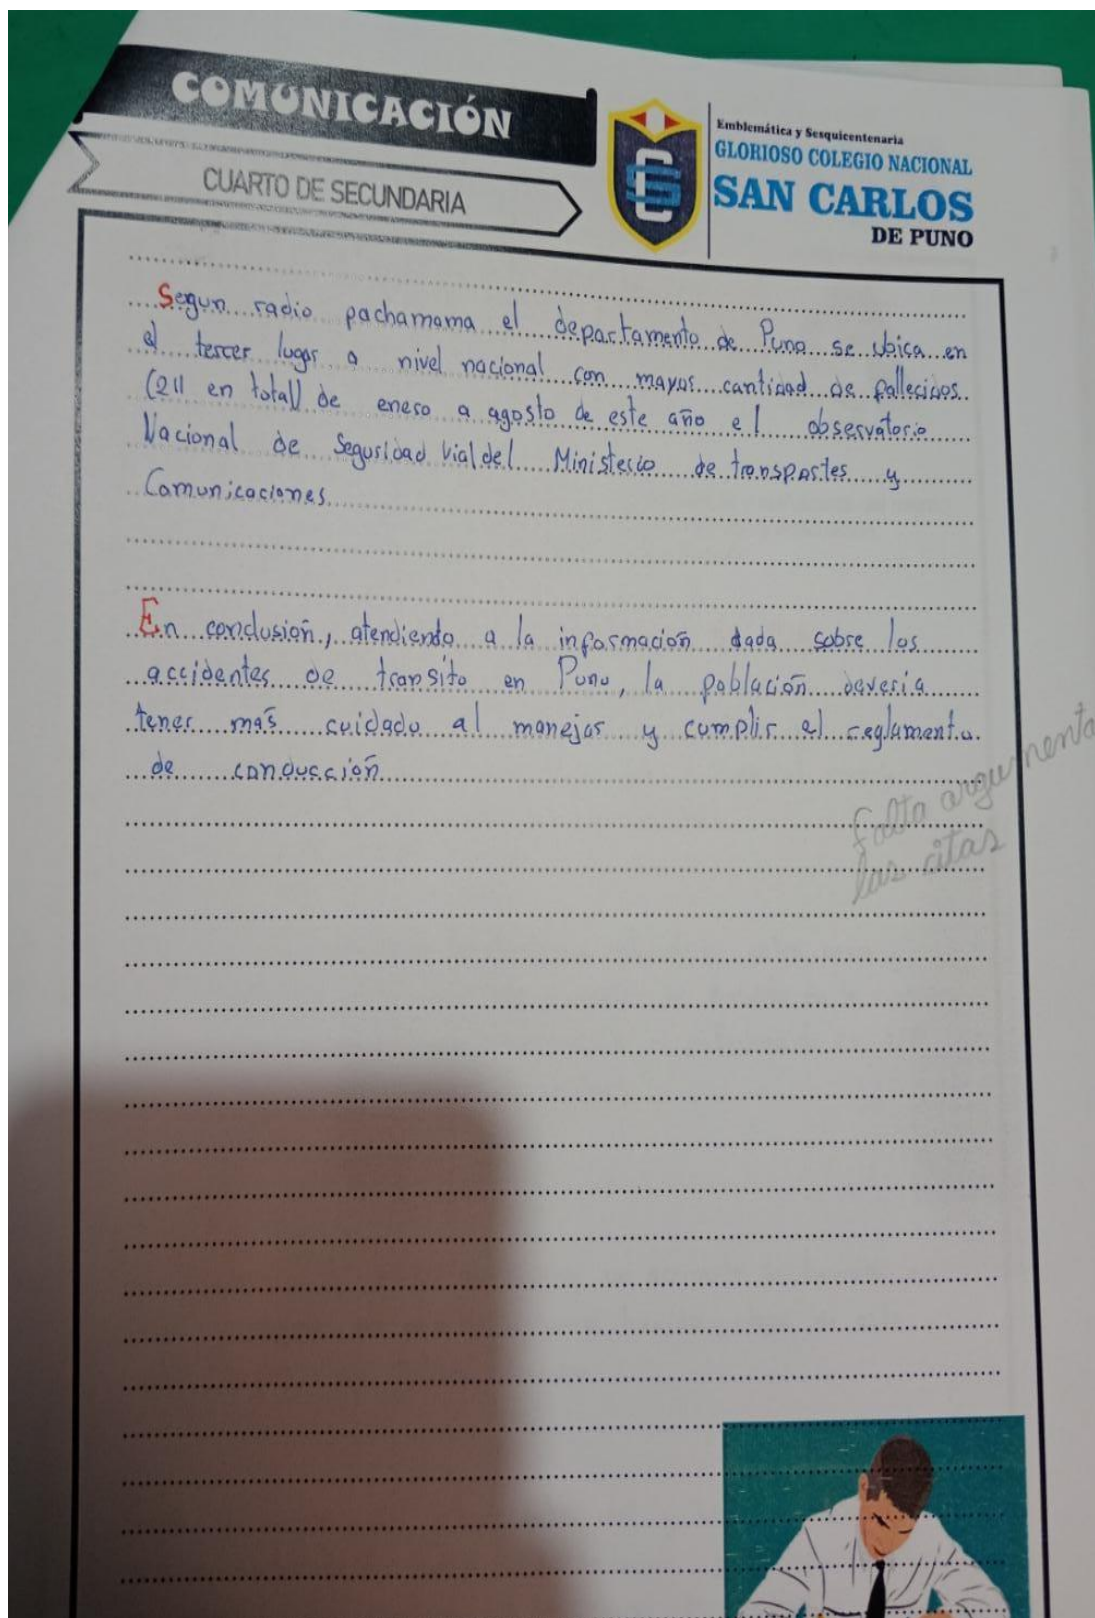 COMUNICACIÓN
CUARTO DE SECUNDARIA
Emblemática y Sesquicentenaria
GLORIOSO COLEGIO NACIONAL
SAN CARLOS
DE PUNO
Segun radio pachamama el departamento de Puno se ubica en
el tercer lugar a nivel nacional con mayor cantidad de fallecidos
(211 en total) de enero a agosto de este año el observatorio
Nacional de Seguridad Vial del Ministerio de transportes y
Comunicaciones
En conclusión, atendiendo a la información dada sobre los
accidentes de transito en Puno, la población deveria
tener más cuidado al manejar y cumplir el reglamento
de conducción
falta argumenta
las citas